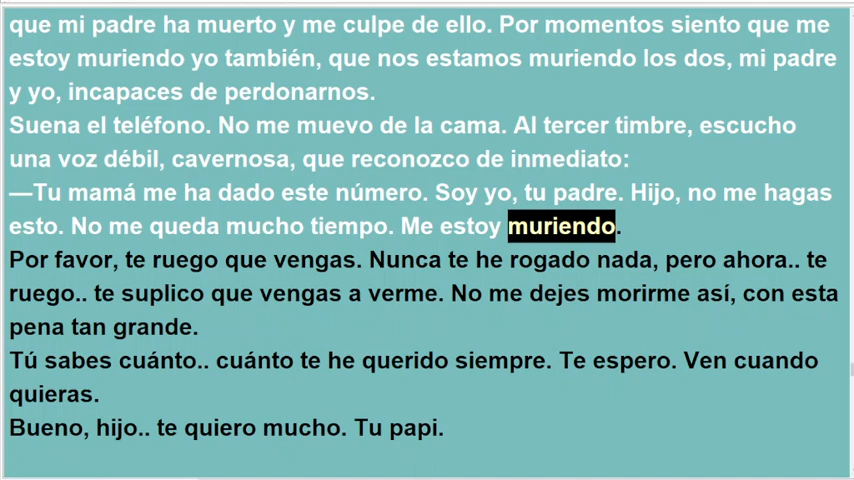 que mi padre ha muerto y me culpe de ello. Por momentos siento que me
estoy muriendo yo también, que nos estamos muriendo los dos, mi padre
y yo, incapaces de perdonarnos.
Suena el teléfono. No me muevo de la cama. Al tercer timbre, escucho
una voz débil, cavernosa, que reconozco de inmediato:
—Tu mamá me ha dado este número. Soy yo, tu padre. Hijo, no me hagas
esto. No me queda mucho tiempo. Me estoy muriendo.
Por favor, te ruego que vengas. Nunca te he rogado nada, pero ahora.. te
ruego.. te suplico que vengas a verme. No me dejes morirme así, con esta
pena tan grande.
Tú sabes cuánto.. cuánto te he querido siempre. Te espero. Ven cuando
quieras.
Bueno, hijo.. te quiero mucho. Tu papi.